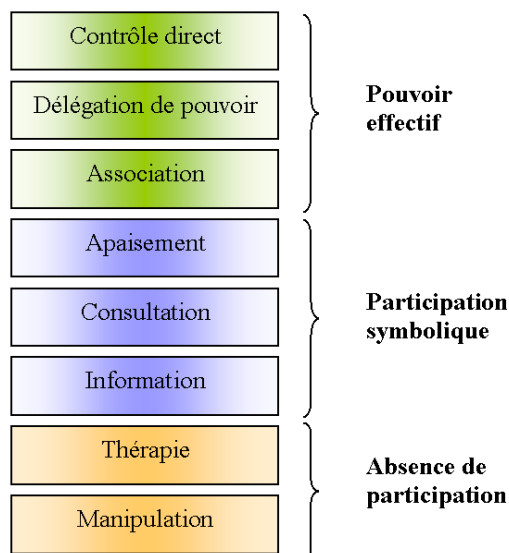 Contrôle direct
Délégation de pouvoir
Association
Pouvoir
effectif
Apaisement
Consultation
Information
Participation
symbolique
Thérapie
Manipulation
Absence de
participation